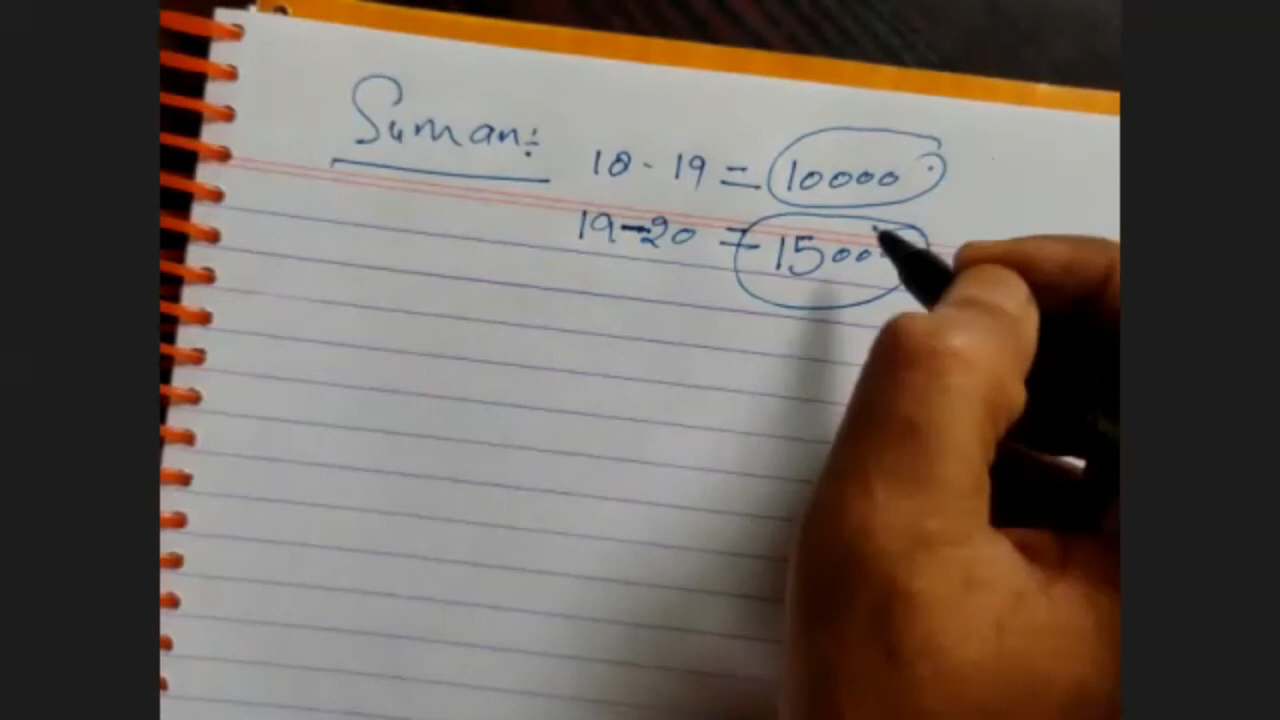 Suman:
18-19 = 10000
19-20 = 1500